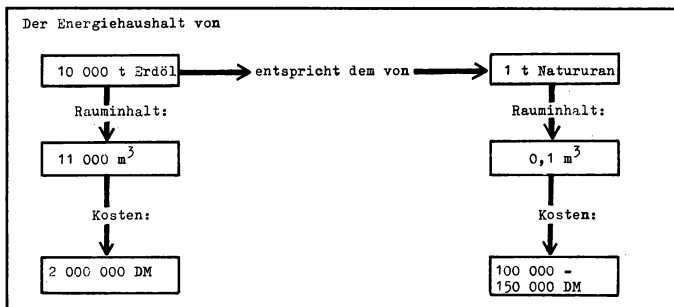 Der Energiehaushalt von
10 000 t Erdöl entspricht dem von 1 t Natururan
Rauminhalt: Rauminhalt:
11 000 m³ 0,1 m³
Kosten: Kosten:
2 000 000 DM 100 000 -
150 000 DM